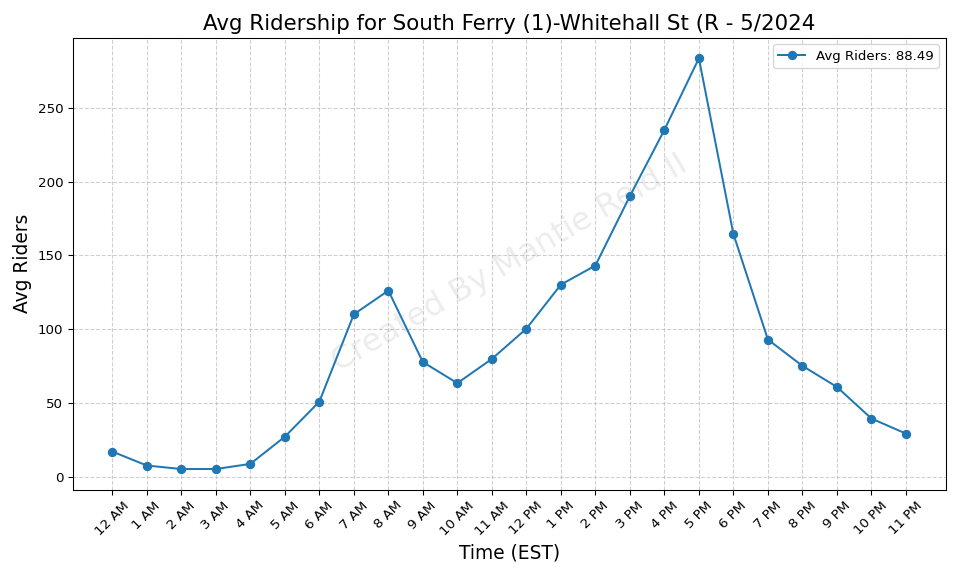 Avg Ridership for South Ferry (1)-Whitehall St (R - 5/2024
Avg Riders: 88.49
Avg Riders
250
200
150
100
50
0
Created By Mantle Reid II
12 AM
1 AM
2 AM
3 AM
4 AM
5 AM
6 AM
7 AM
8 AM
9 AM
10 AM
11 AM
12 PM
1 PM
2 PM
3 PM
4 PM
5 PM
6 PM
7 PM
8 PM
9 PM
10 PM
11 PM
Time (EST)